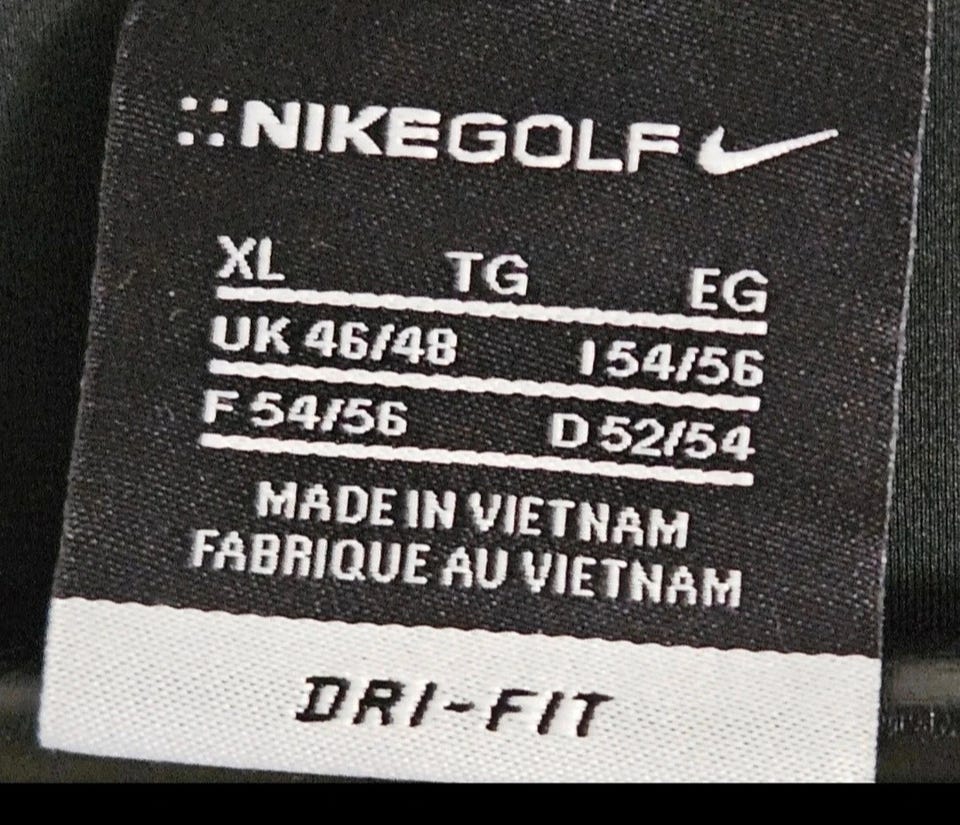 NIKEGOLF
XL TG EG
UK 46/48 I 54/56
F 54/56 D 52/54
MADE IN VIETNAM
FABRIQUE AU VIETNAM
DRI-FIT